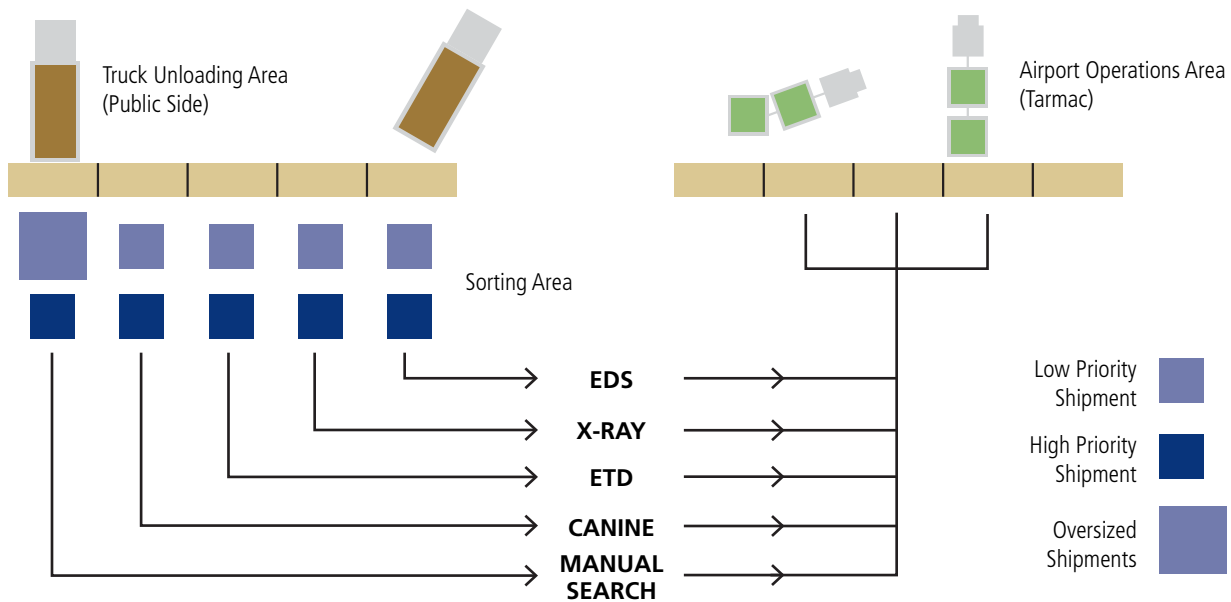 Truck Unloading Area
(Public Side)
Airport Operations Area
(Tarmac)
Sorting Area
EDS
X-RAY
ETD
CANINE
MANUAL
SEARCH
Low Priority
Shipment
High Priority
Shipment
Oversized
Shipments